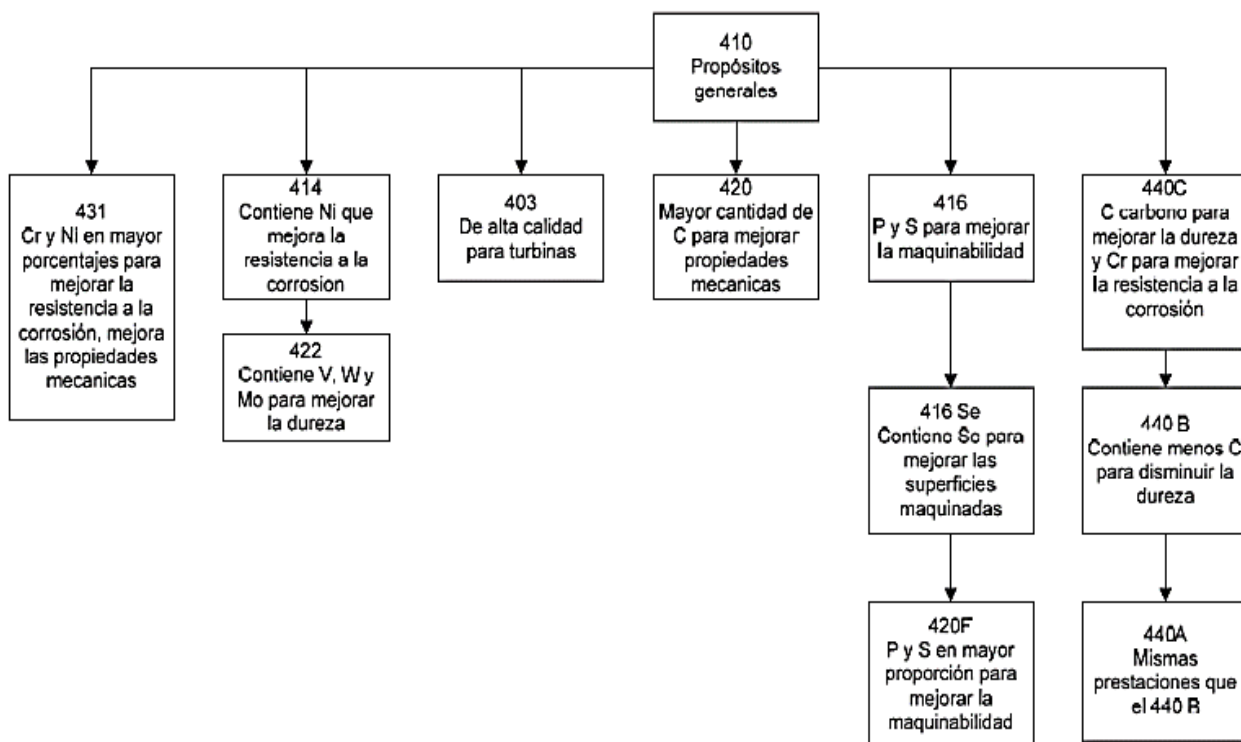 410
Propósitos
generales
431
Cr y Ni en mayor
porcentajes para
mejorar la
resistencia a la
corrosión, mejora
las propiedades
mecanicas
414
Contiene Ni que
mejora la
resistencia a la
corrosion
422
Contiene V, W y
Mo para mejorar
la dureza
403
De alta calidad
para turbinas
420
Mayor cantidad de
C para mejorar
propiedades
mecanicas
416
P y S para mejorar
la maquinabilidad
416 Se
Contiene Se para
mejorar las
superficies
maquinadas
420F
P y S en mayor
proporción para
mejorar la
maquinabilidad
440C
C carbono para
mejorar la dureza
y Cr para mejorar
la resistencia a la
corrosión
440 B
Contiene menos C
para disminuir la
dureza
440A
Mismas
prestaciones que
el 440 B